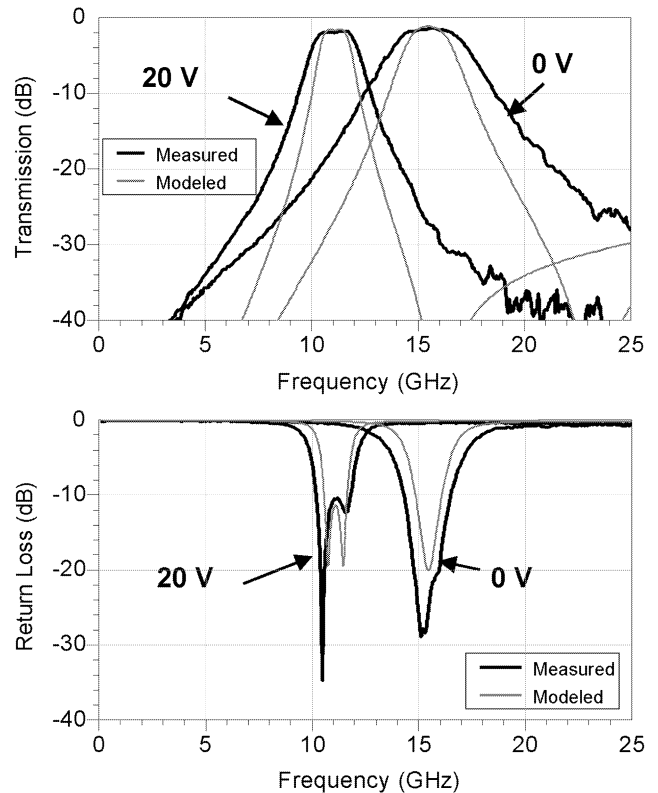 Transmission (dB)
0
-10
-20
-30
-40
20 V
0 V
Measured
Modeled
0 5 10 15 20 25
Frequency (GHz)
Return Loss (dB)
0
-10
-20
-30
-40
20 V
0 V
Measured
Modeled
0 5 10 15 20 25
Frequency (GHz)